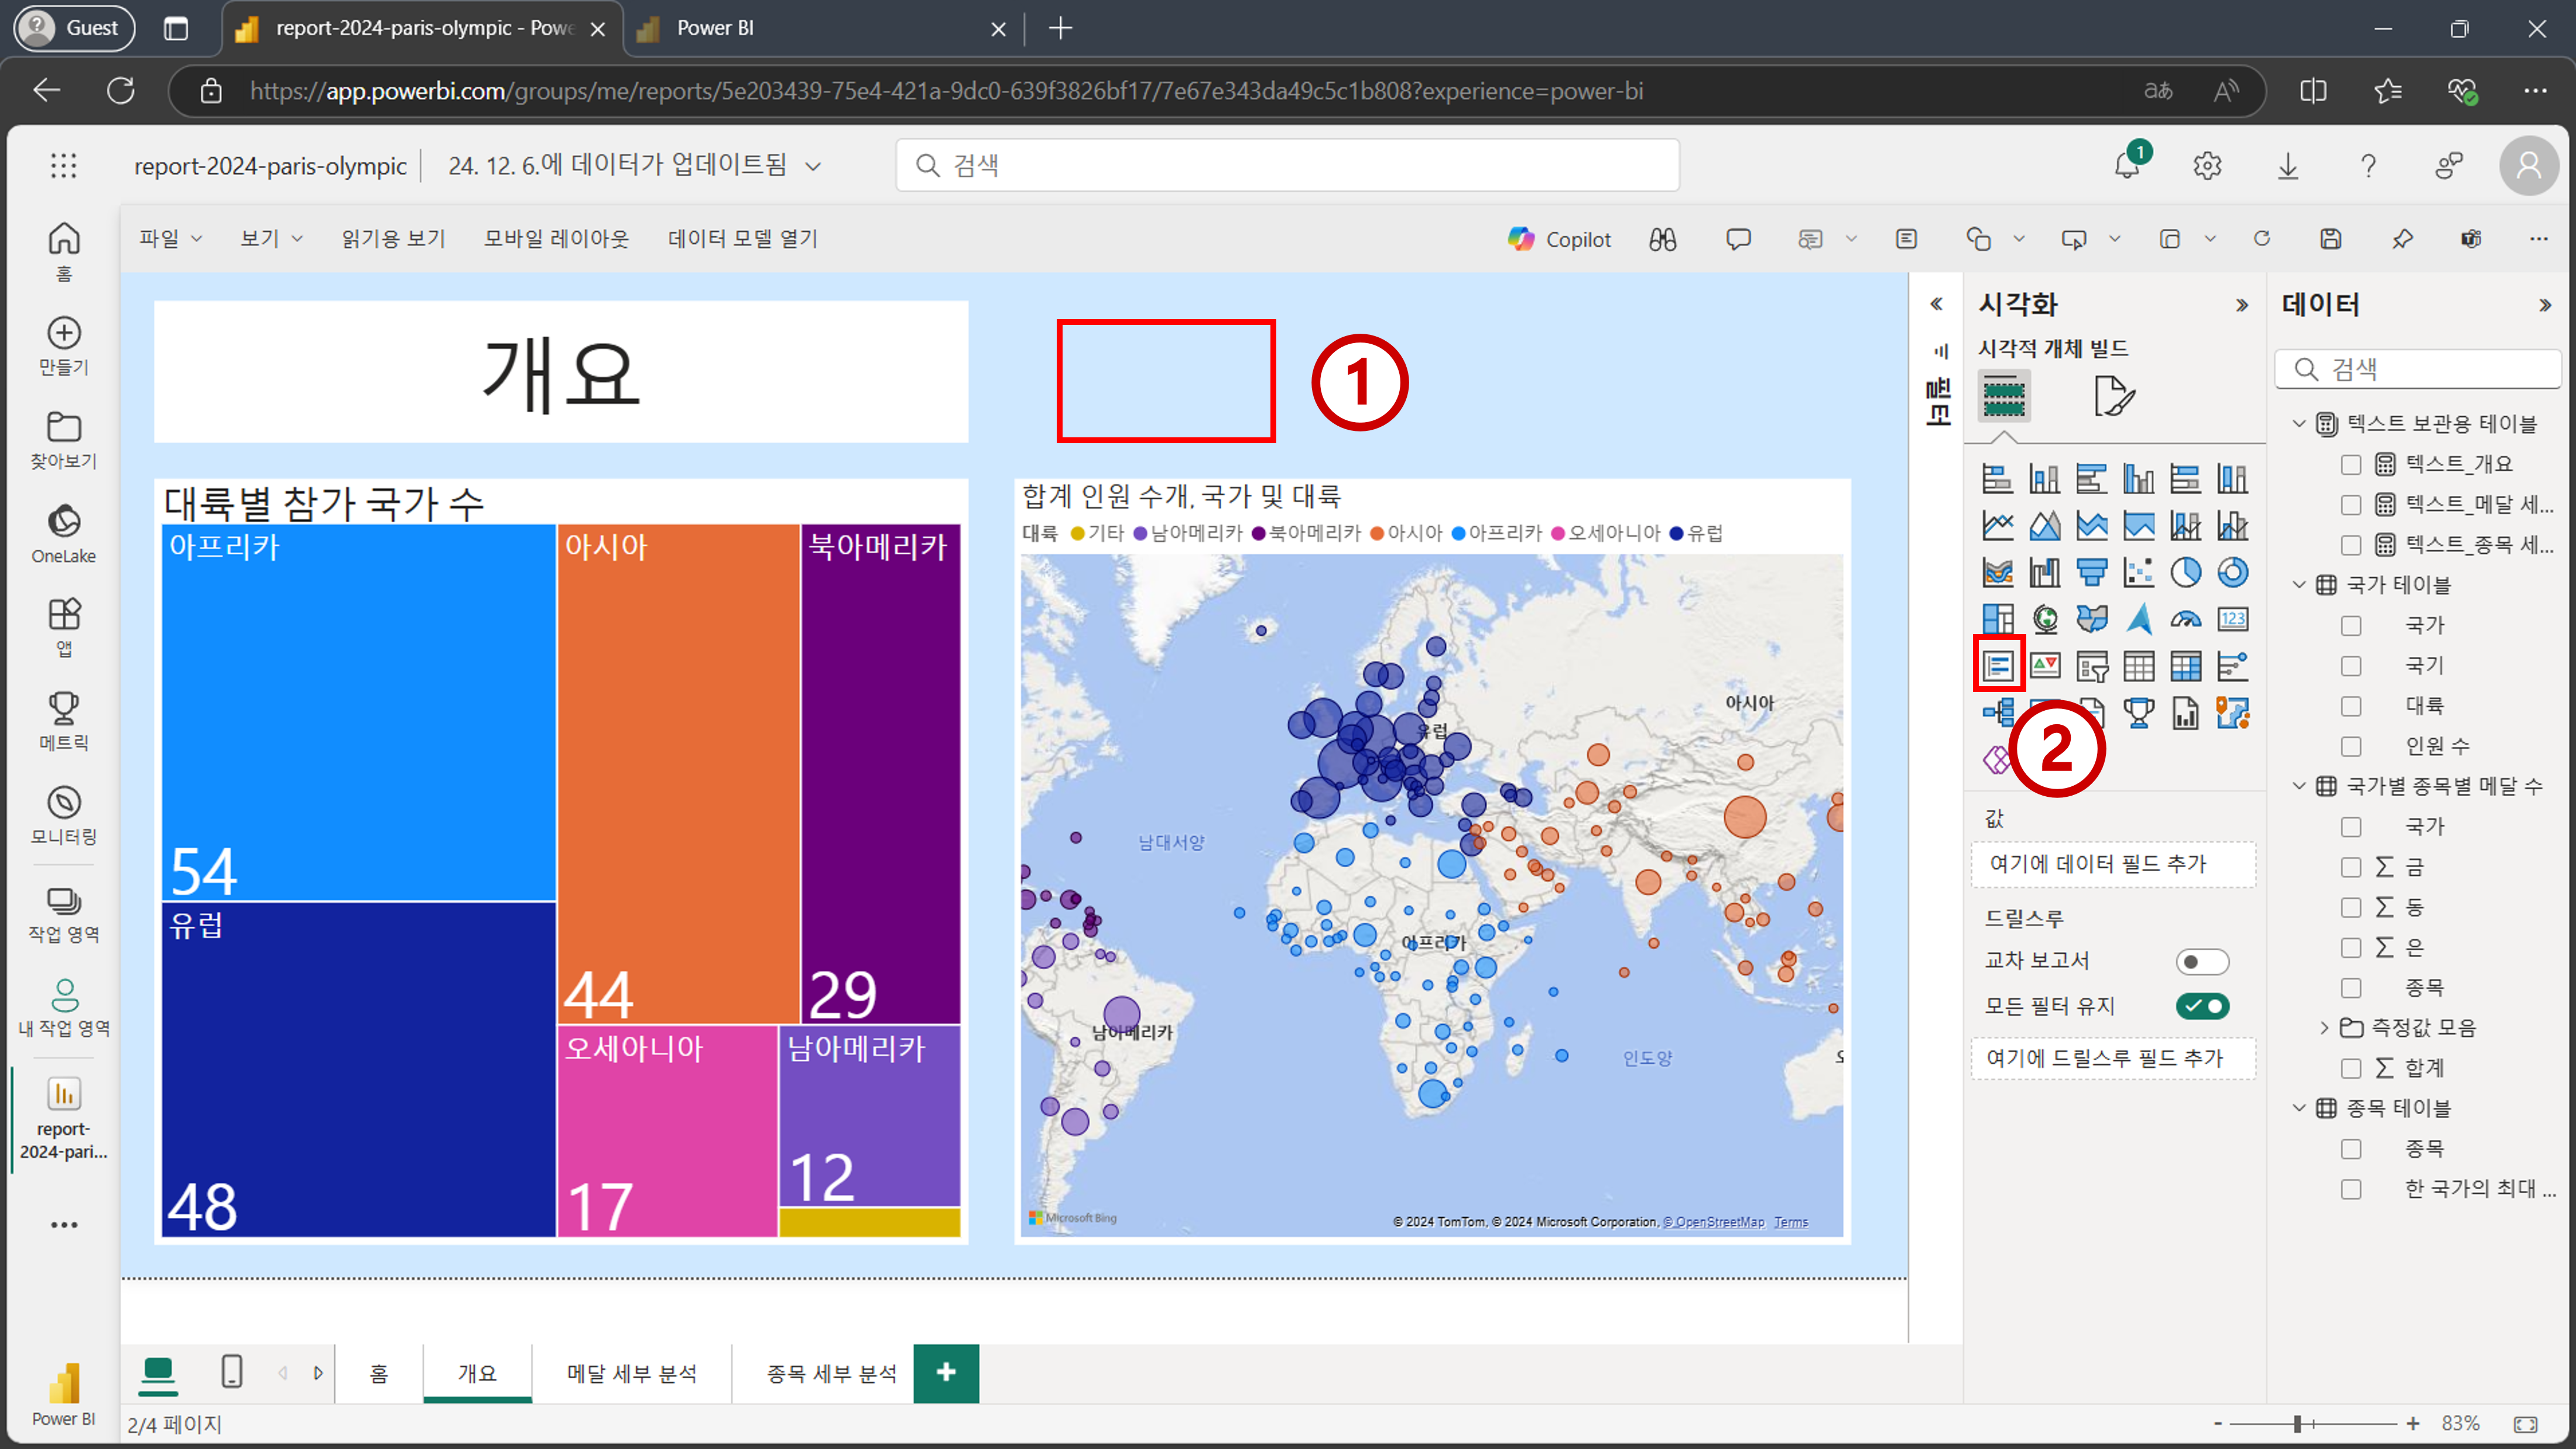 Guest
report-2024-paris-olympic - Powe
Power BI
https://app.powerbi.com/groups/me/reports/5e203439-75e4-421a-9dc0-639f3826bf17/7e67e343da49c5c1b808?experience=power-bi
report-2024-paris-olympic
24. 12. 6.에 데이터가 업데이트됨
검색
1
파일
보기
읽기용 보기
모바일 레이아웃
데이터 모델 열기
Copilot
홈
만들기
찾아보기
OneLake
앱
메트릭
모니터링
작업 영역
내 작업 영역
report-
2024-pari...
Power BI
개요
1
대륙별 참가 국가 수
아프리카
54
유럽
48
아시아
44
북아메리카
29
오세아니아
17
남아메리카
12
합계 인원 수개, 국가 및 대륙
대륙 기타 남아메리카 북아메리카 아시아 아프리카 오세아니아 유럽
아시아
유럽
남대서양
아프리카
남아메리카
인도양
오
Microsoft Bing
© 2024 TomTom, © 2024 Microsoft Corporation, © OpenStreetMap Terms
필터
시각화
시각적 개체 빌드
123
2
값
여기에 데이터 필드 추가
드릴스루
교차 보고서
모든 필터 유지
여기에 드릴스루 필드 추가
데이터
검색
텍스트 보관용 테이블
텍스트_개요
텍스트_메달 세...
텍스트_종목 세...
국가 테이블
국가
국기
대륙
인원 수
국가별 종목별 메달 수
국가
금
동
은
종목
측정값 모음
합계
종목 테이블
종목
한 국가의 최대 ...
홈
개요
메달 세부 분석
종목 세부 분석
2/4 페이지
83%